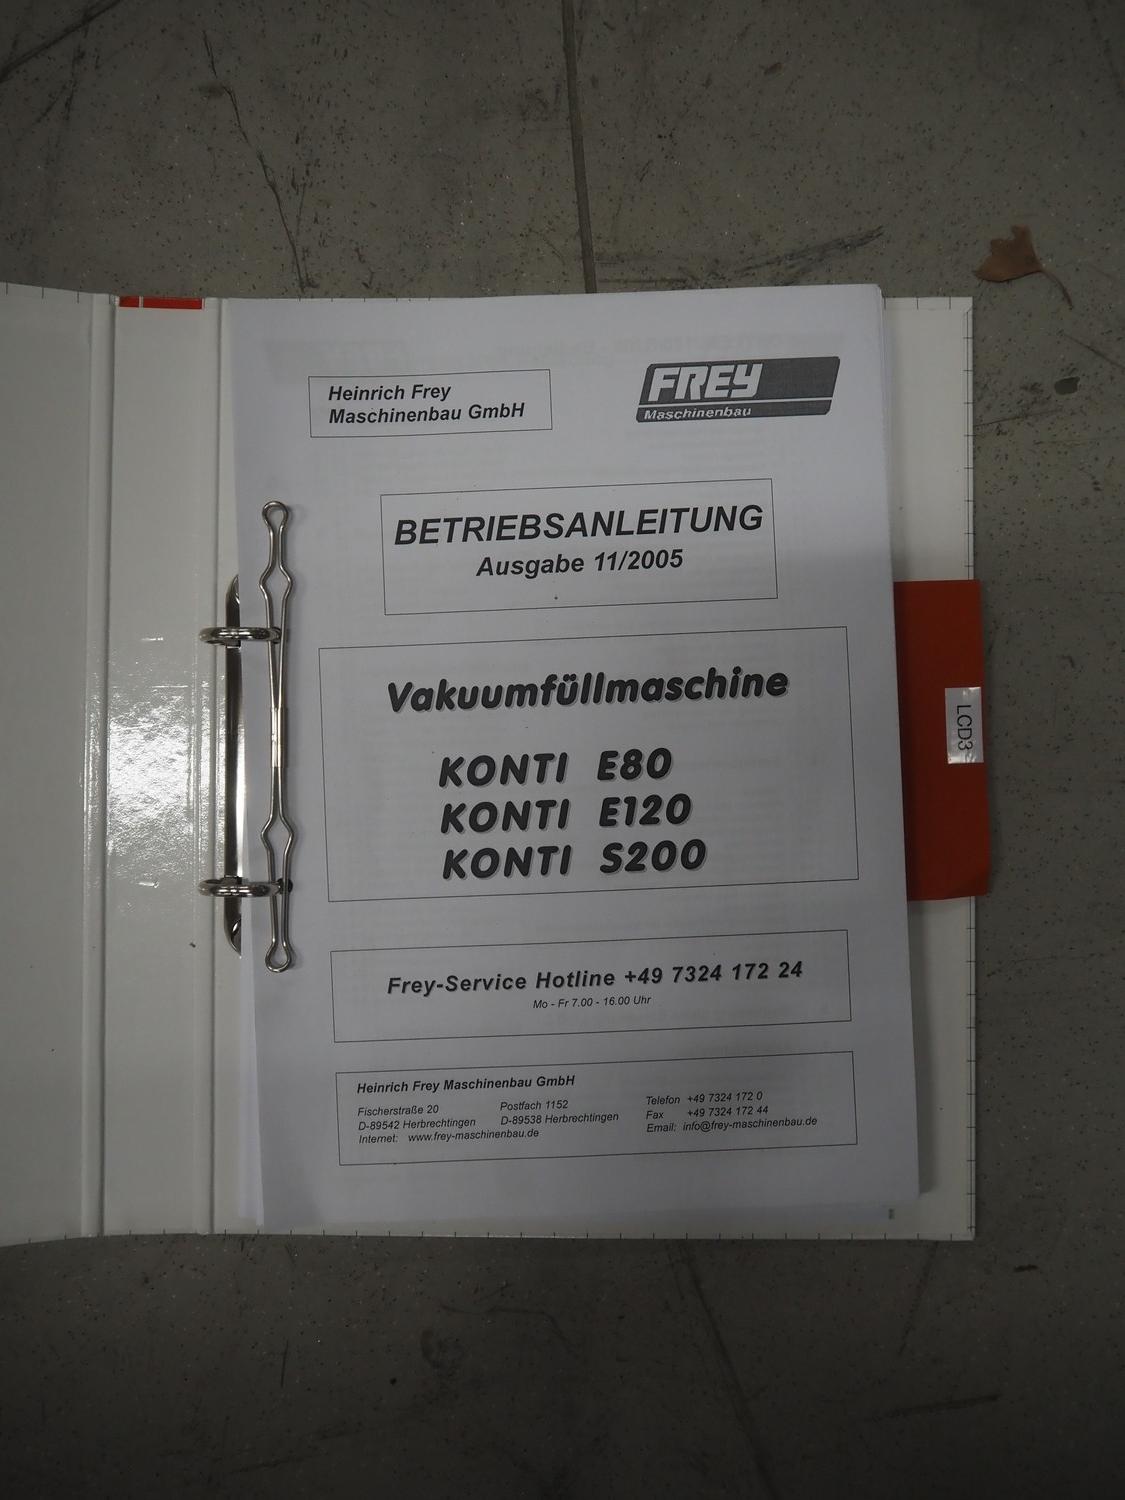 Heinrich Frey
Maschinenbau GmbH
FREY
Maschinenbau
BETRIEBSANLEITUNG
Ausgabe 11/2005
Vakuumfüllmaschine
KONTI E80
KONTI E120
KONTI S200
LCD3
Frey-Service Hotline +49 7324 172 24
Mo - Fr 7.00 - 16.00 Uhr
Heinrich Frey Maschinenbau GmbH
Fischerstraße 20
D-89542 Herbrechtingen
Internet: www.frey-maschinenbau.de
Postfach 1152
D-89538 Herbrechtingen
Telefon +49 7324 172 0
Fax +49 7324 172 44
Email: info@frey-maschinenbau.de